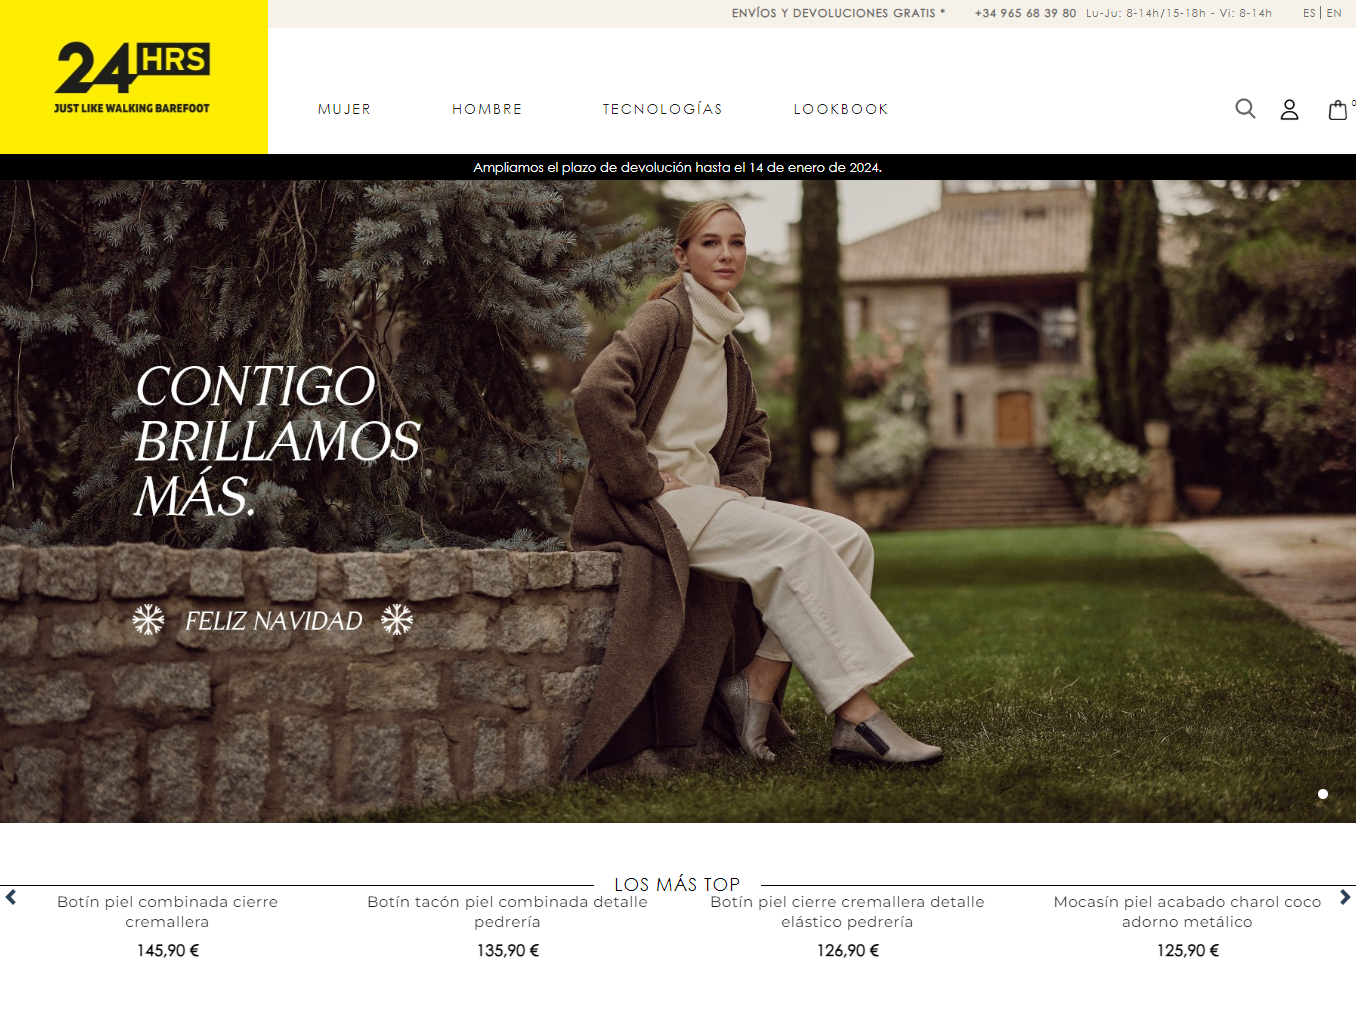 ENVÍOS Y DEVOLUCIONES GRATIS *
+34 965 68 39 80 Lu-Ju: 8-14h/15-18h - Vi: 8-14h
ES | EN
24 HRS
JUST LIKE WALKING BAREFOOT
MUJER
HOMBRE
TECNOLOGÍAS
LOOKBOOK
0
Ampliamos el plazo de devolución hasta el 14 de enero de 2024.
CONTIGO
BRILLAMOS
MÁS.
FELIZ NAVIDAD
LOS MÁS TOP
Botín piel combinada cierre
cremallera
145,90 €
Botín tacón piel combinada detalle
pedrería
135,90 €
Botín piel cierre cremallera detalle
elástico pedrería
126,90 €
Mocasín piel acabado charol coco
adorno metálico
125,90 €